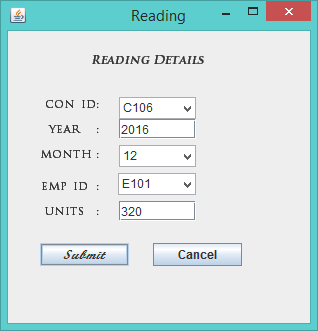 Reading
Reading Details
CON ID: C106
YEAR : 2016
MONTH : 12
EMP ID : E101
UNITS : 320
Submit Cancel